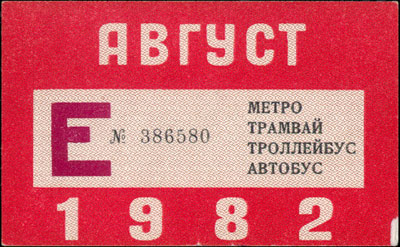 АВГУСТ
Е № 386580
МЕТРО
ТРАМВАЙ
ТРОЛЛЕЙБУС
АВТОБУС
1982